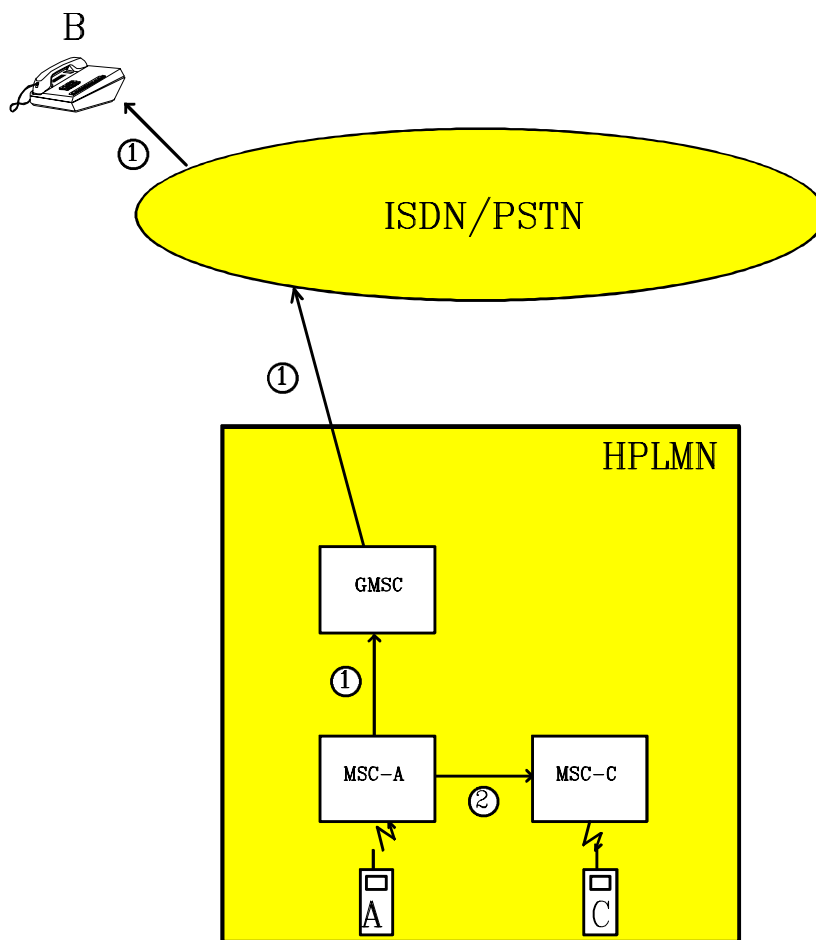 B
①
ISDN/PSTN
①
HPLMN
GMSC
①
MSC-A
MSC-C
②
A
C